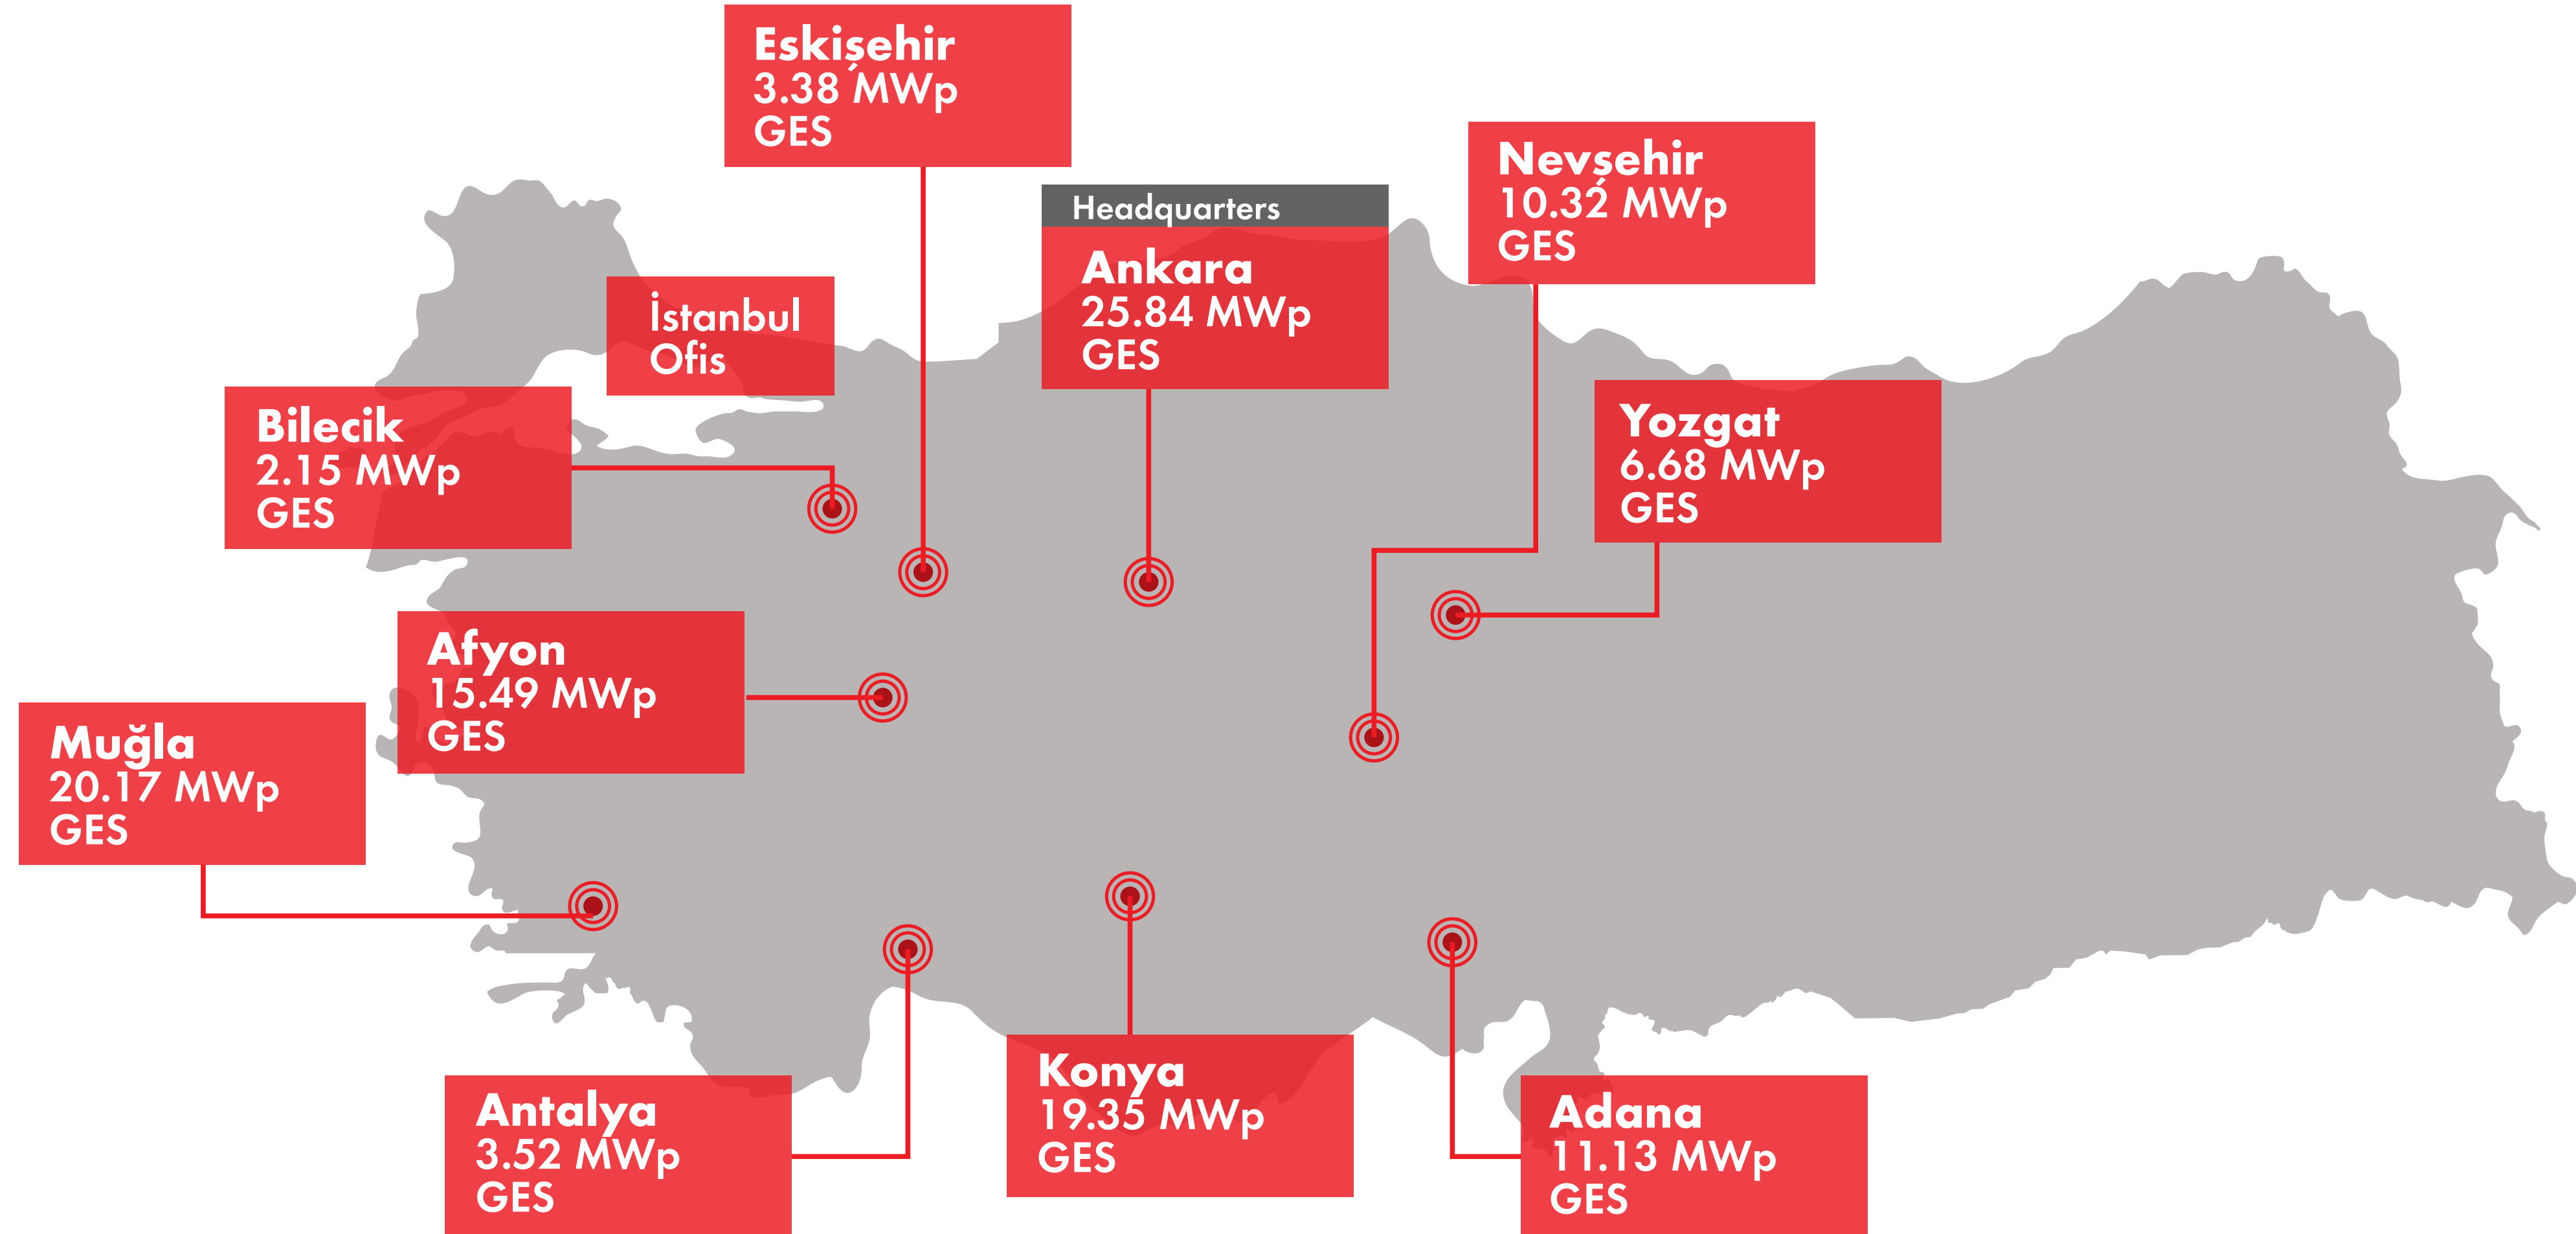 Eskişehir
3.38 MWp
GES
Nevşehir
10.32 MWp
GES
Headquarters
Ankara
25.84 MWp
GES
İstanbul
Ofis
Bilecik
2.15 MWp
GES
Yozgat
6.68 MWp
GES
Afyon
15.49 MWp
GES
Muğla
20.17 MWp
GES
Antalya
3.52 MWp
GES
Konya
19.35 MWp
GES
Adana
11.13 MWp
GES